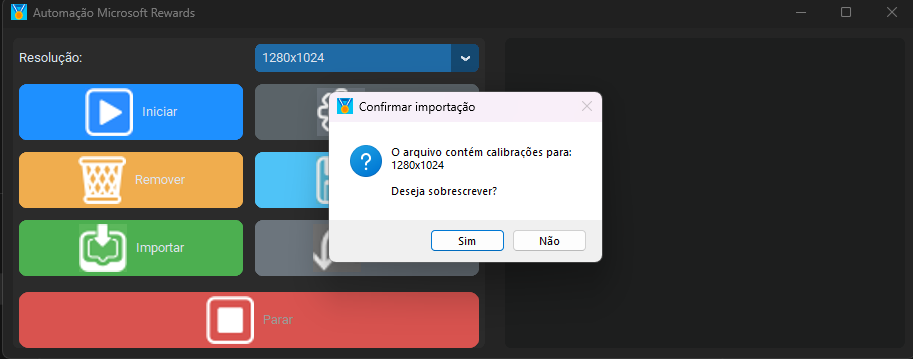 Automação Microsoft Rewards
Resolução:
1280x1024
Iniciar
Remover
Importar
Parar
Confirmar importação
O arquivo contém calibrações para:
1280x1024
Deseja sobrescrever?
Sim
Não